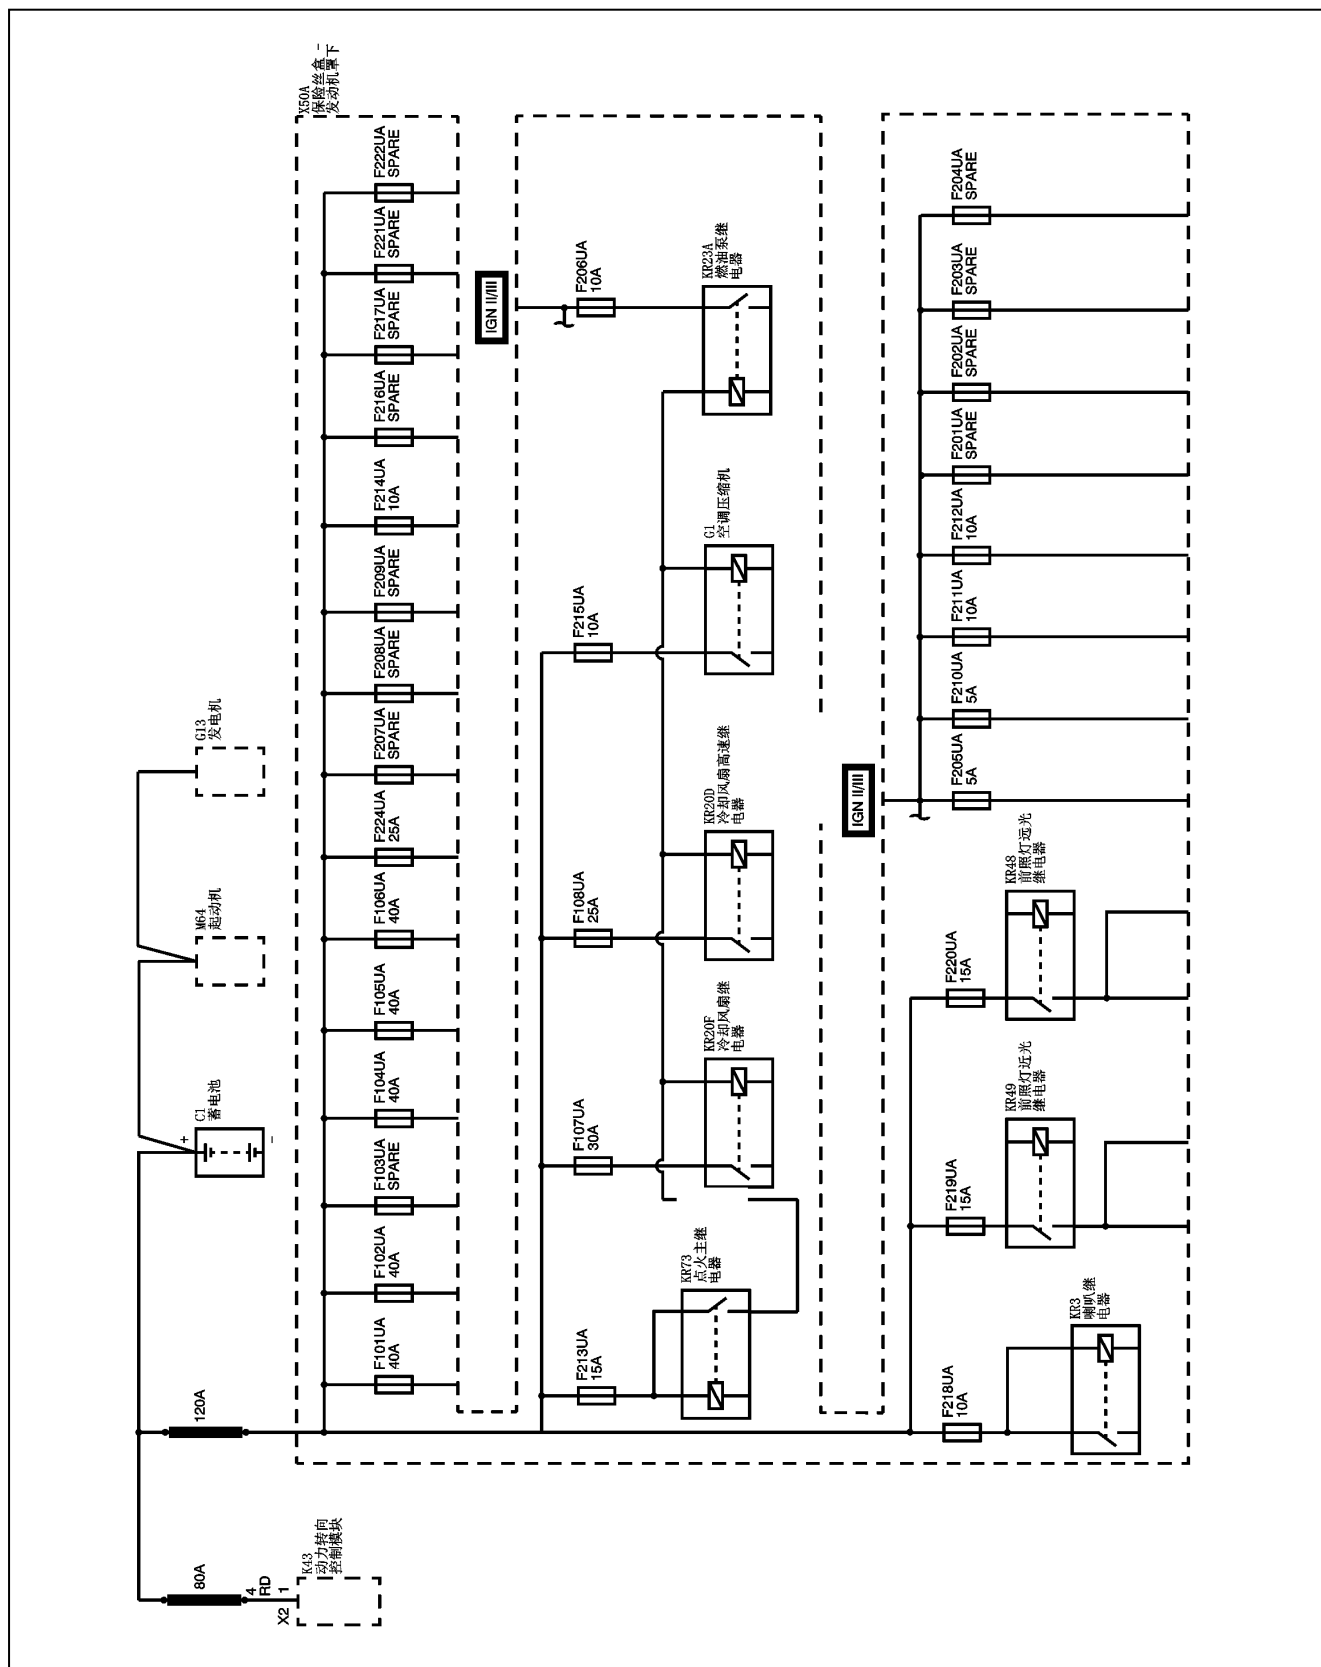 80A
4
RD
X2
1
K43
动力转向
控制模块
120A
+
-
C1
蓄电池
M64
起动机
G13
发电机
X50A
保险丝盒 -
发动机罩下
F101UA
40A
F102UA
40A
F103UA
SPARE
F104UA
40A
F105UA
40A
F106UA
40A
F224UA
25A
F207UA
SPARE
F208UA
SPARE
F209UA
SPARE
F214UA
10A
F216UA
SPARE
F217UA
SPARE
F221UA
SPARE
F222UA
SPARE
IGN II/III
F213UA
15A
F107UA
30A
F108UA
25A
F215UA
10A
F206UA
10A
KR73
点火主继
电器
KR20F
冷却风扇继
电器
KR20D
冷却风扇高速继
电器
G1
空调压缩机
KR23A
燃油泵继
电器
IGN II/III
F218UA
10A
F219UA
15A
F220UA
15A
F205UA
5A
F210UA
5A
F211UA
10A
F212UA
10A
F201UA
SPARE
F202UA
SPARE
F203UA
SPARE
F204UA
SPARE
KR3
喇叭继
电器
KR49
前照灯近光
继电器
KR48
前照灯远光
继电器